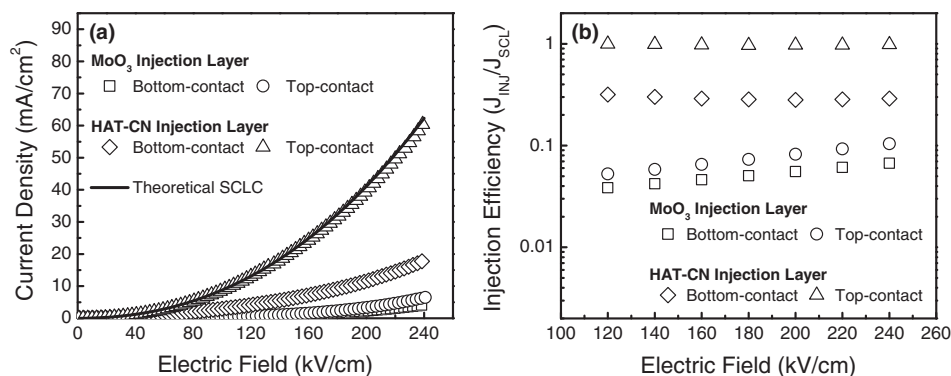 (a)
MoO₃ Injection Layer
□ Bottom-contact ○ Top-contact
HAT-CN Injection Layer
◇ Bottom-contact △ Top-contact
Theoretical SCLC
Current Density (mA/cm²)
90
80
70
60
50
40
30
20
10
0
0 40 80 120 160 200 240
Electric Field (kV/cm)
(b)
Injection Efficiency (J_INJ/J_SCL)
1
0.1
0.01
MoO₃ Injection Layer
□ Bottom-contact ○ Top-contact
HAT-CN Injection Layer
◇ Bottom-contact △ Top-contact
100 120 140 160 180 200 220 240 260
Electric Field (kV/cm)